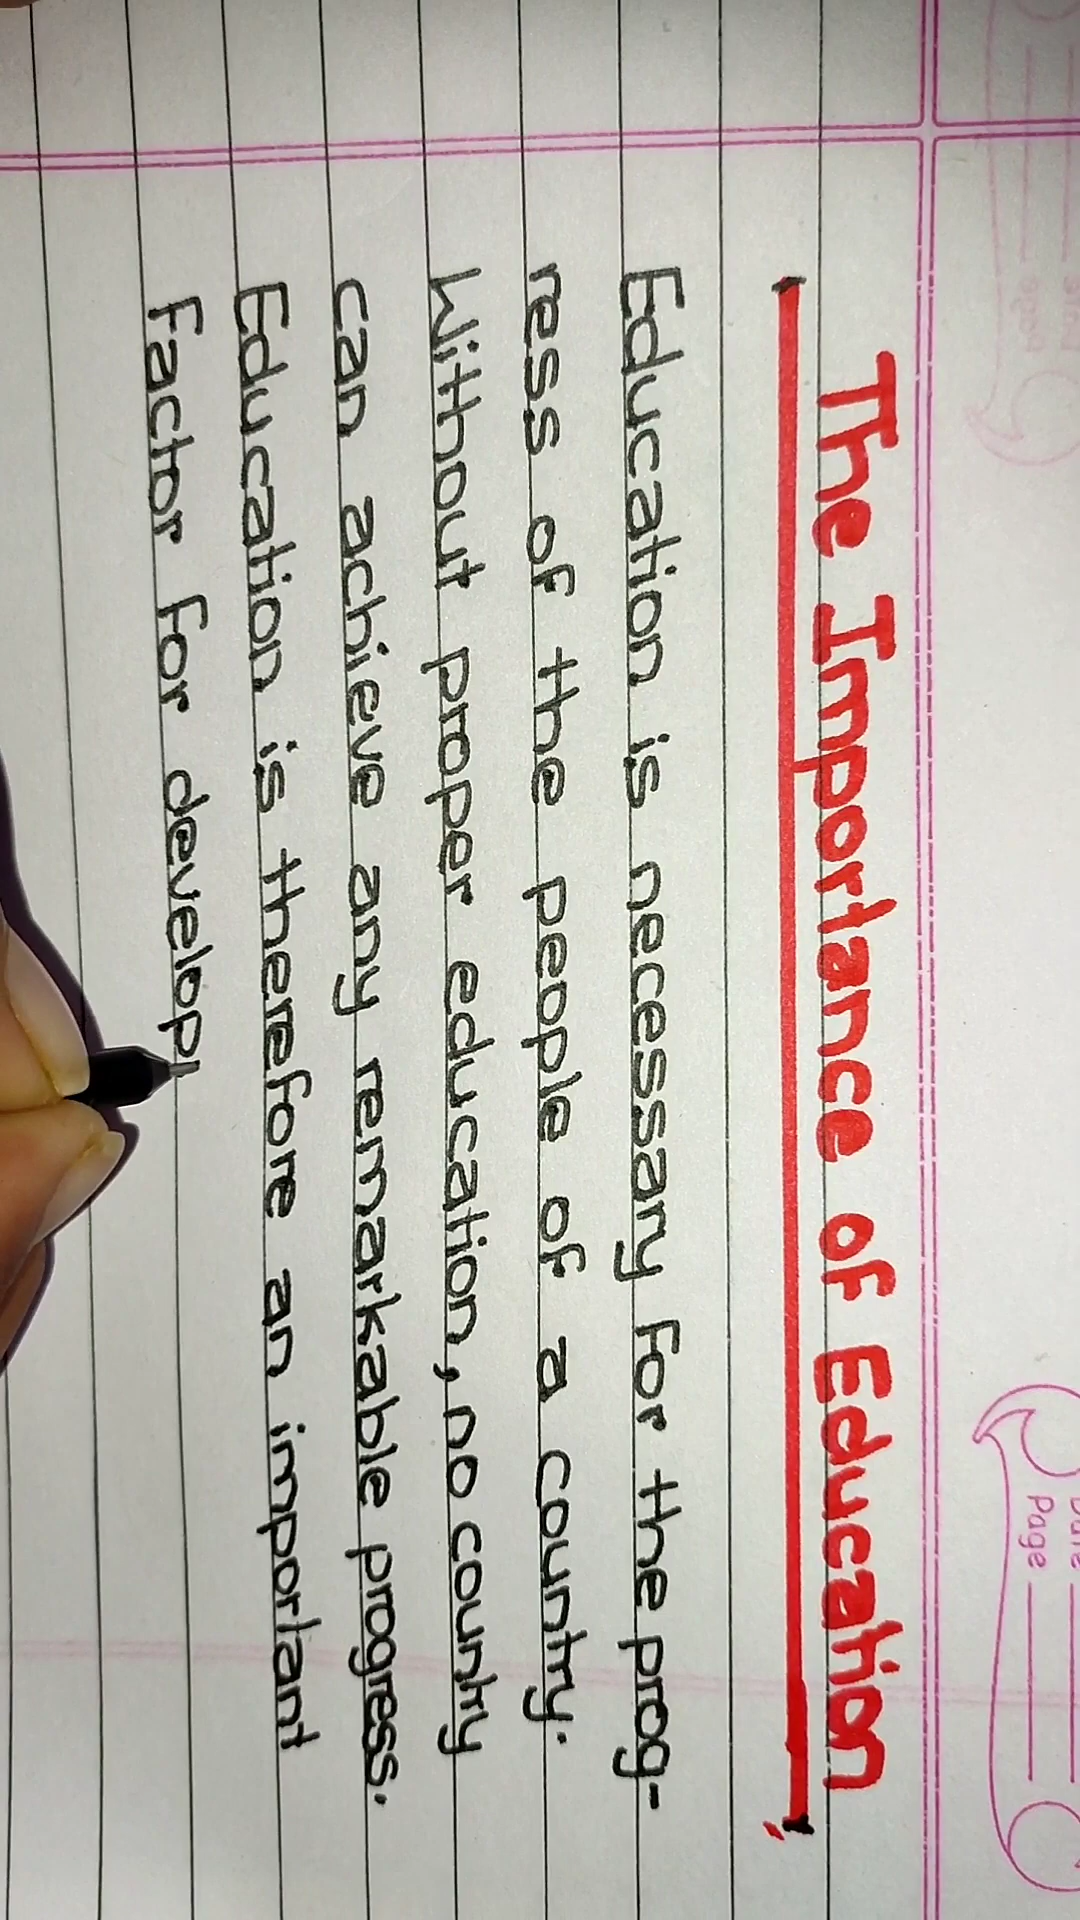 Date
Page
The Importance of Education
Education is necessary for the prog-
ress of the people of a country.
Without proper education, no country
can achieve any remarkable progress.
Education is therefore an important
Factor for develop